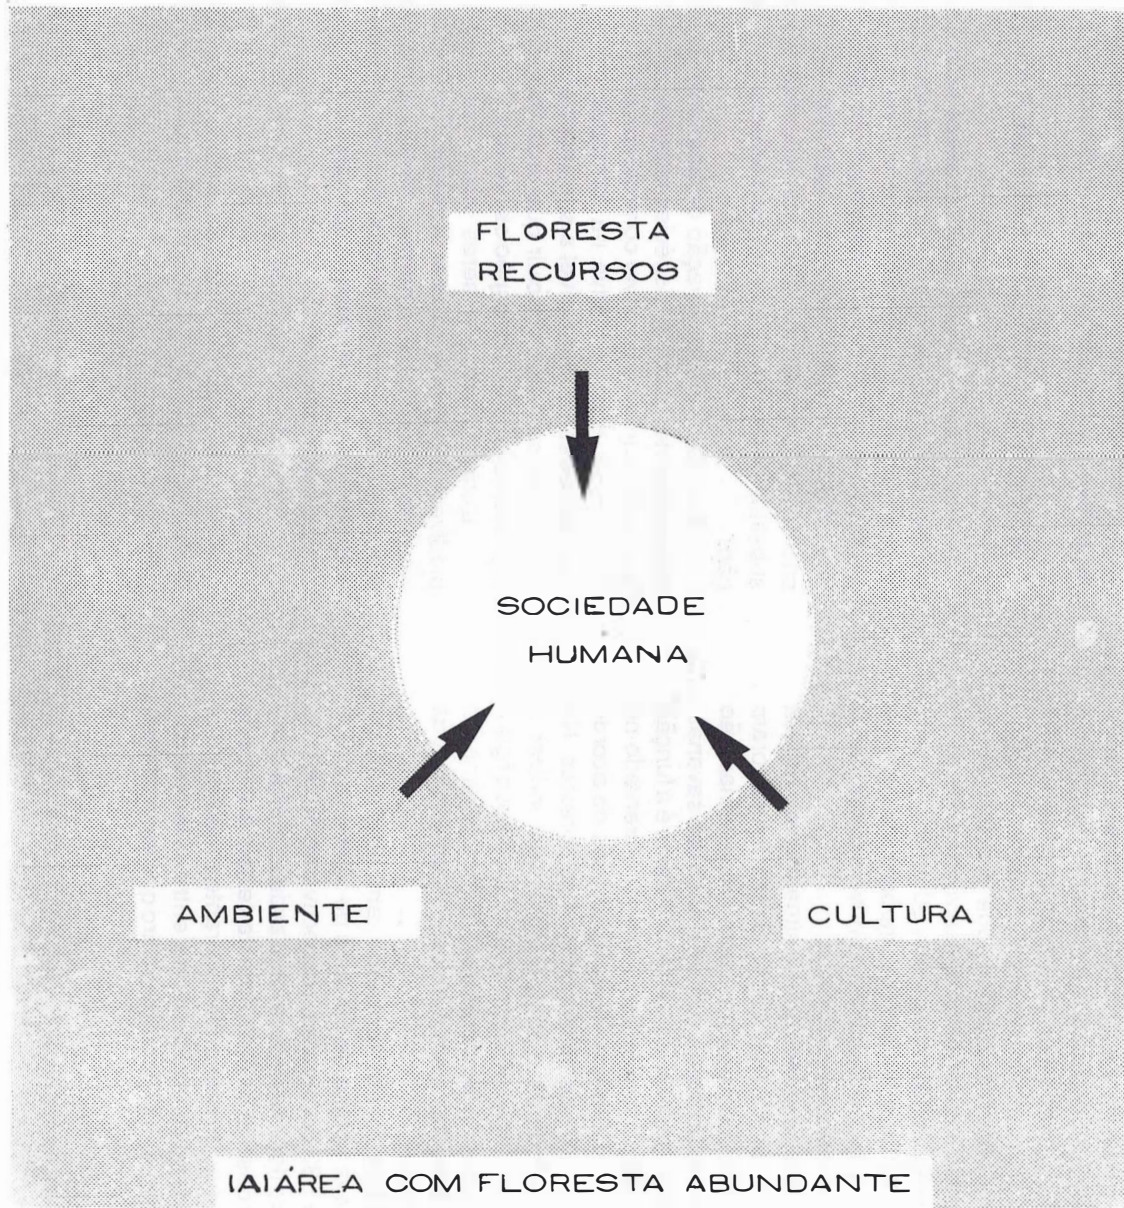 FLORESTA
RECURSOS
SOCIEDADE
HUMANA
AMBIENTE
CULTURA
(A) ÁREA COM FLORESTA ABUNDANTE